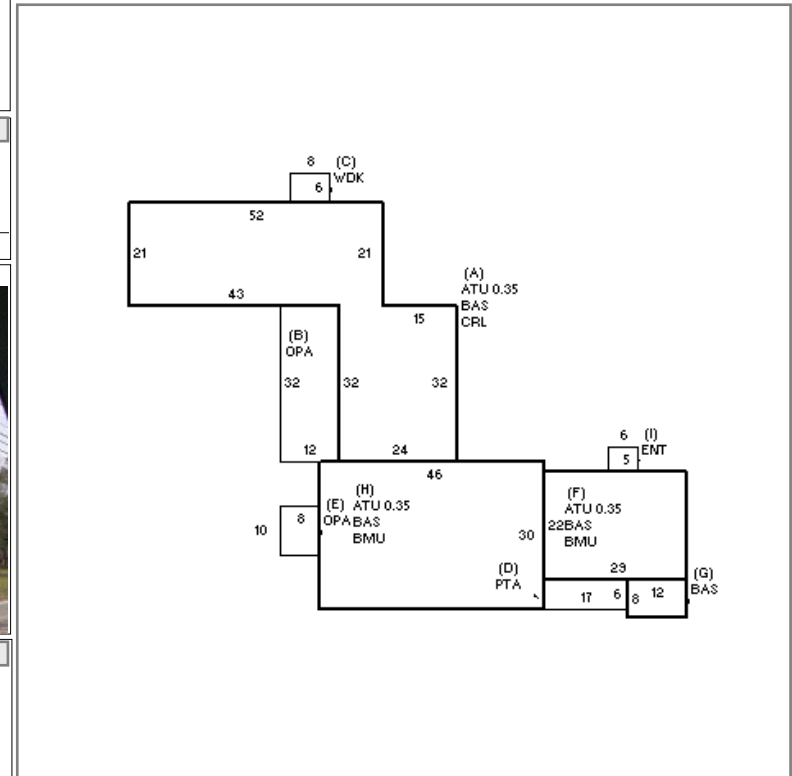 8 (C)
WDK
6
52
21
21
43
(A)
ATU 0.35
BAS
CRL
15
(B)
OPA
32
32
32
12
24
6 (I)
ENT
5
46
(H)
ATU 0.35
BAS
BMU
(E)
OPA
8
10
30
(F)
ATU 0.35
22BAS
BMU
29
(D)
PTA
(G)
BAS
17
6
8
12